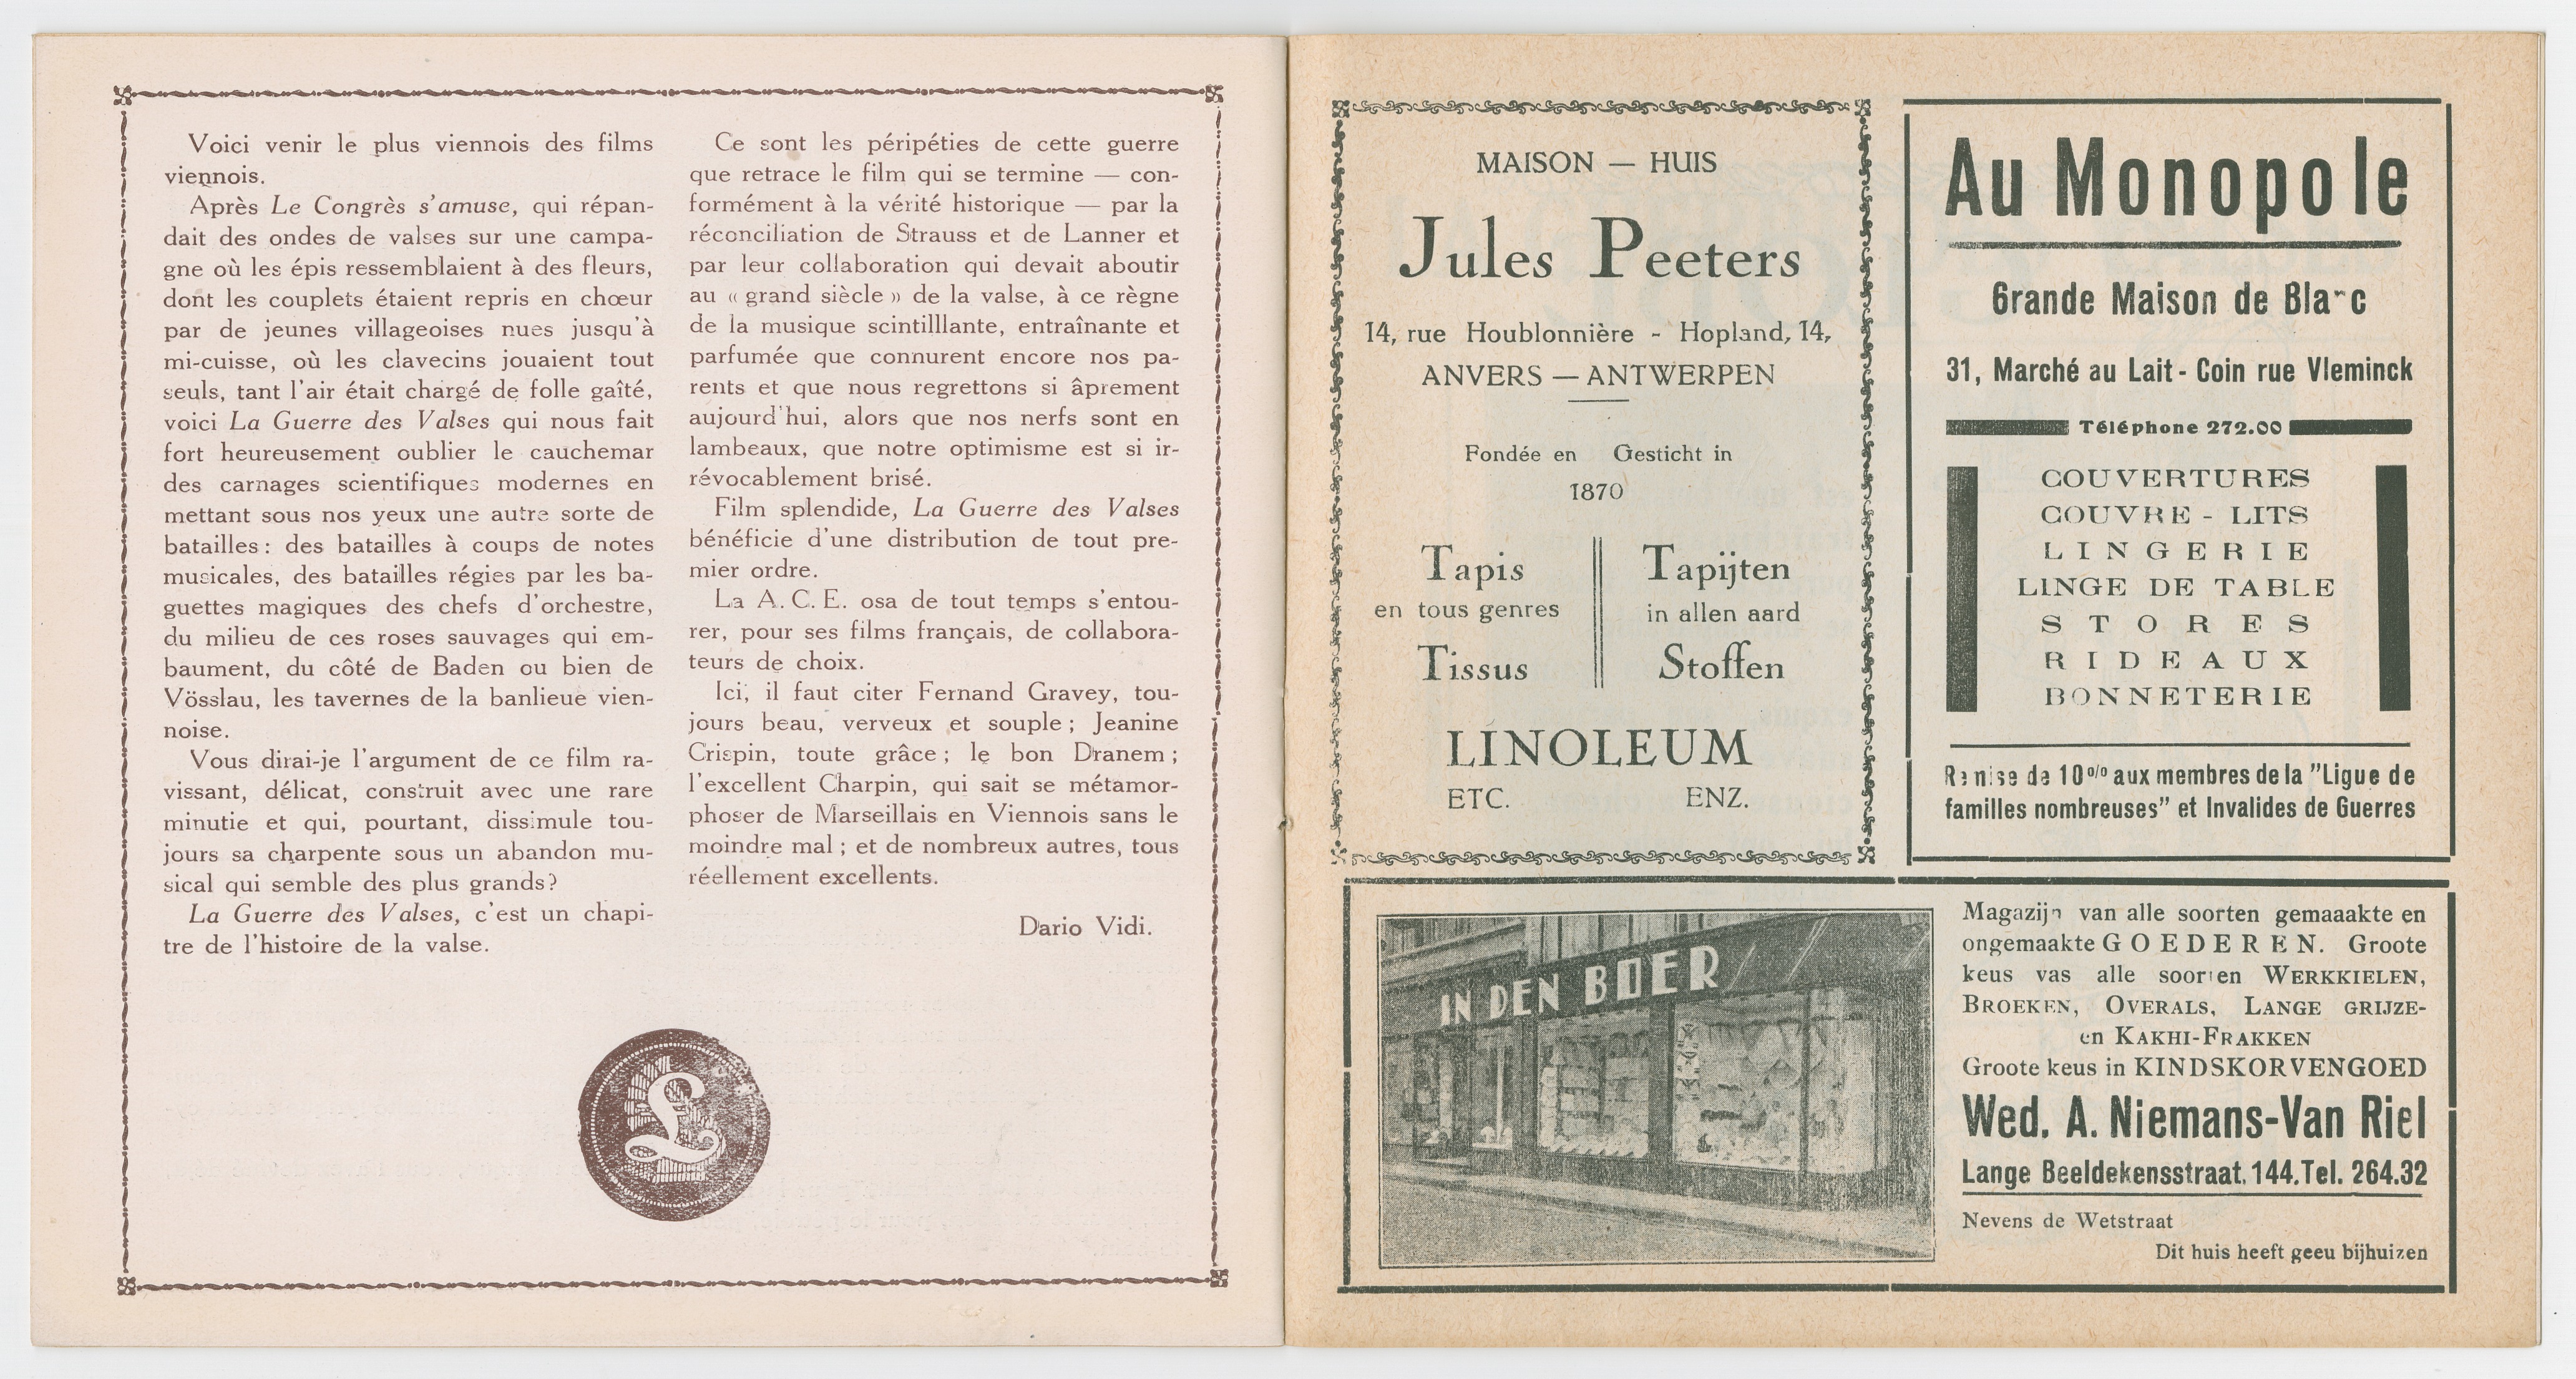 Voici venir le plus viennois des films
viennois.
Après Le Congrès s'amuse, qui répan-
dait des ondes de valses sur une campa-
gne où les épis ressemblaient à des fleurs,
dont les couplets étaient repris en chœur
par de jeunes villageoises nues jusqu'à
mi-cuisse, où les clavecins jouaient tout
seuls, tant l'air était chargé de folle gaîté,
voici La Guerre des Valses qui nous fait
fort heureusement oublier le cauchemar
des carnages scientifiques modernes en
mettant sous nos yeux une autre sorte de
batailles : des batailles à coups de notes
musicales, des batailles régies par les ba-
guettes magiques des chefs d'orchestre,
du milieu de ces roses sauvages qui em-
baument, du côté de Baden ou bien de
Vösslau, les tavernes de la banlieue vien-
noise.
Vous dirai-je l'argument de ce film ra-
vissant, délicat, construit avec une rare
minutie et qui, pourtant, dissimule tou-
jours sa charpente sous un abandon mu-
sical qui semble des plus grands ?
La Guerre des Valses, c'est un chapi-
tre de l'histoire de la valse.
Ce sont les péripéties de cette guerre
que retrace le film qui se termine — con-
formément à la vérité historique — par la
réconciliation de Strauss et de Lanner et
par leur collaboration qui devait aboutir
au « grand siècle » de la valse, à ce règne
de la musique scintilllante, entraînante et
parfumée que connurent encore nos pa-
rents et que nous regrettons si âprement
aujourd'hui, alors que nos nerfs sont en
lambeaux, que notre optimisme est si ir-
révocablement brisé.
Film splendide, La Guerre des Valses
bénéficie d'une distribution de tout pre-
mier ordre.
La A. C. E. osa de tout temps s'entou-
rer, pour ses films français, de collabora-
teurs de choix.
Ici, il faut citer Fernand Gravey, tou-
jours beau, verveux et souple ; Jeanine
Crispin, toute grâce ; le bon Dranem ;
l'excellent Charpin, qui sait se métamor-
phoser de Marseillais en Viennois sans le
moindre mal ; et de nombreux autres, tous
réellement excellents.
Dario Vidi.
L
MAISON — HUIS
Jules Peeters
14, rue Houblonnière - Hopland, 14,
ANVERS — ANTWERPEN
Fondée en Gesticht in
1870
Tapis
en tous genres
Tissus
Tapijten
in allen aard
Stoffen
LINOLEUM
ETC. ENZ.
Au Monopole
Grande Maison de Blanc
31, Marché au Lait - Coin rue Vleminck
Téléphone 272.00
COUVERTURES
COUVRE - LITS
LINGERIE
LINGE DE TABLE
STORES
RIDEAUX
BONNETERIE
Remise de 10 % aux membres de la "Ligue de
familles nombreuses" et Invalides de Guerres
IN DEN BOER
Magazijn van alle soorten gemaaakte en
ongemaakte GOEDEREN. Groote
keus vas alle soorten WERKKIELEN,
BROEKEN, OVERALS, LANGE GRIJZE-
en KAKHI-FRAKKEN
Groote keus in KINDSKORVENGOED
Wed. A. Niemans-Van Riel
Lange Beeldekensstraat. 144. Tel. 264.32
Nevens de Wetstraat
Dit huis heeft geeu bijhuizen